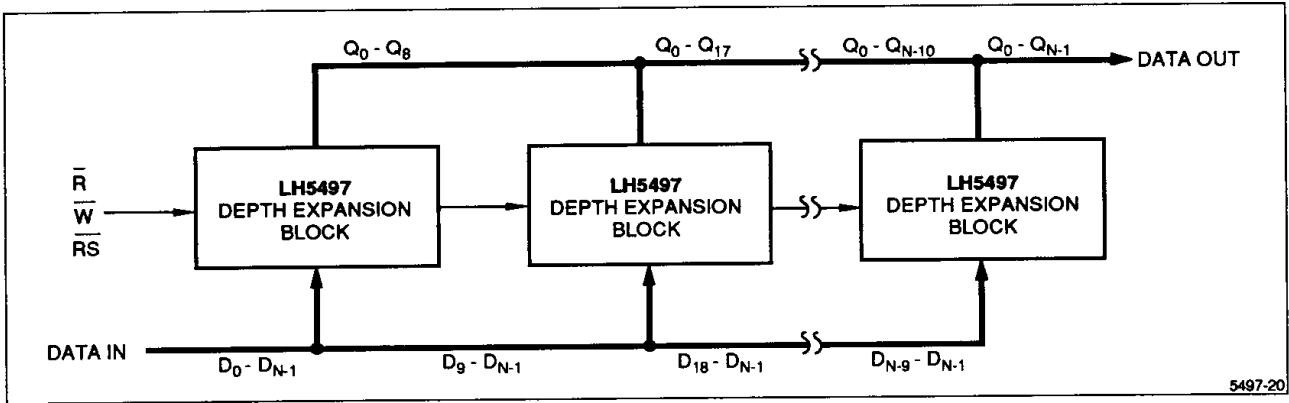 Q0 - Q8
Q0 - Q17
Q0 - QN-10
Q0 - QN-1
DATA OUT
R̅
W̅
R̅S̅
LH5497
DEPTH EXPANSION
BLOCK
LH5497
DEPTH EXPANSION
BLOCK
LH5497
DEPTH EXPANSION
BLOCK
DATA IN
D0 - DN-1
D9 - DN-1
D18 - DN-1
DN-9 - DN-1
5497-20